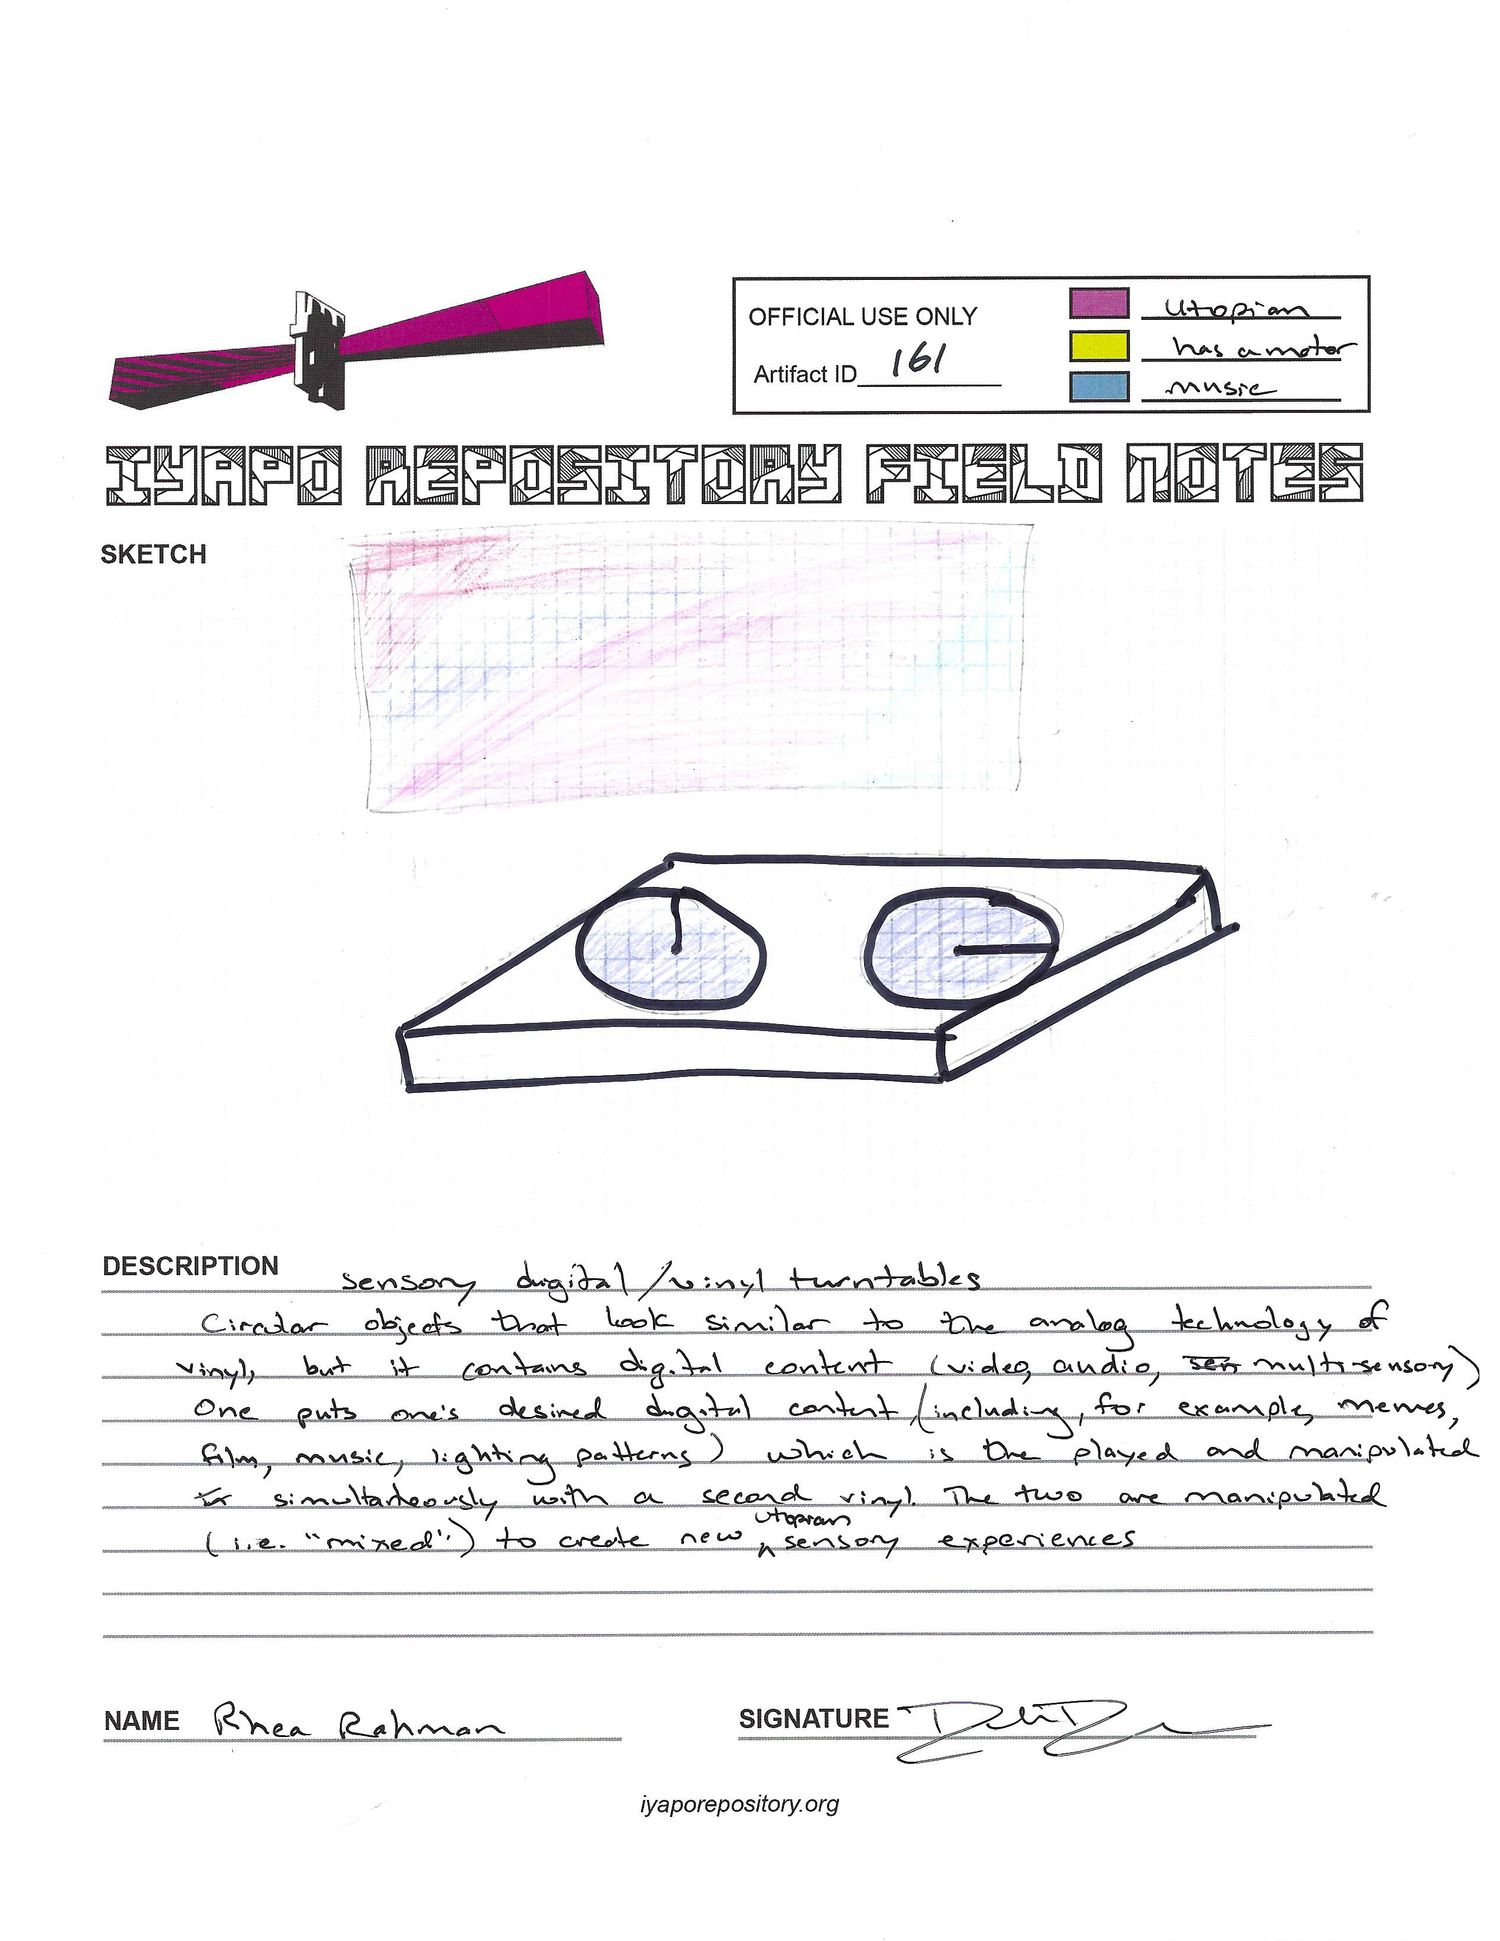 OFFICIAL USE ONLY
Artifact ID 161
Utopian
has a motor
music
IYAPO REPOSITORY FIELD NOTES
SKETCH
DESCRIPTION sensory digital/vinyl turntables
Circular objects that look similar to the analog technology of
vinyl, but it contains digital content (video, audio, sen multi-sensory)
One puts one's desired digital content (including, for example, memes,
film, music, lighting patterns) which is the played and manipulated
simultaneously with a second vinyl. The two are manipulated
(i.e. "mixed") to create new utopian sensory experiences
NAME Rhea Rahman
SIGNATURE
iyaporepository.org